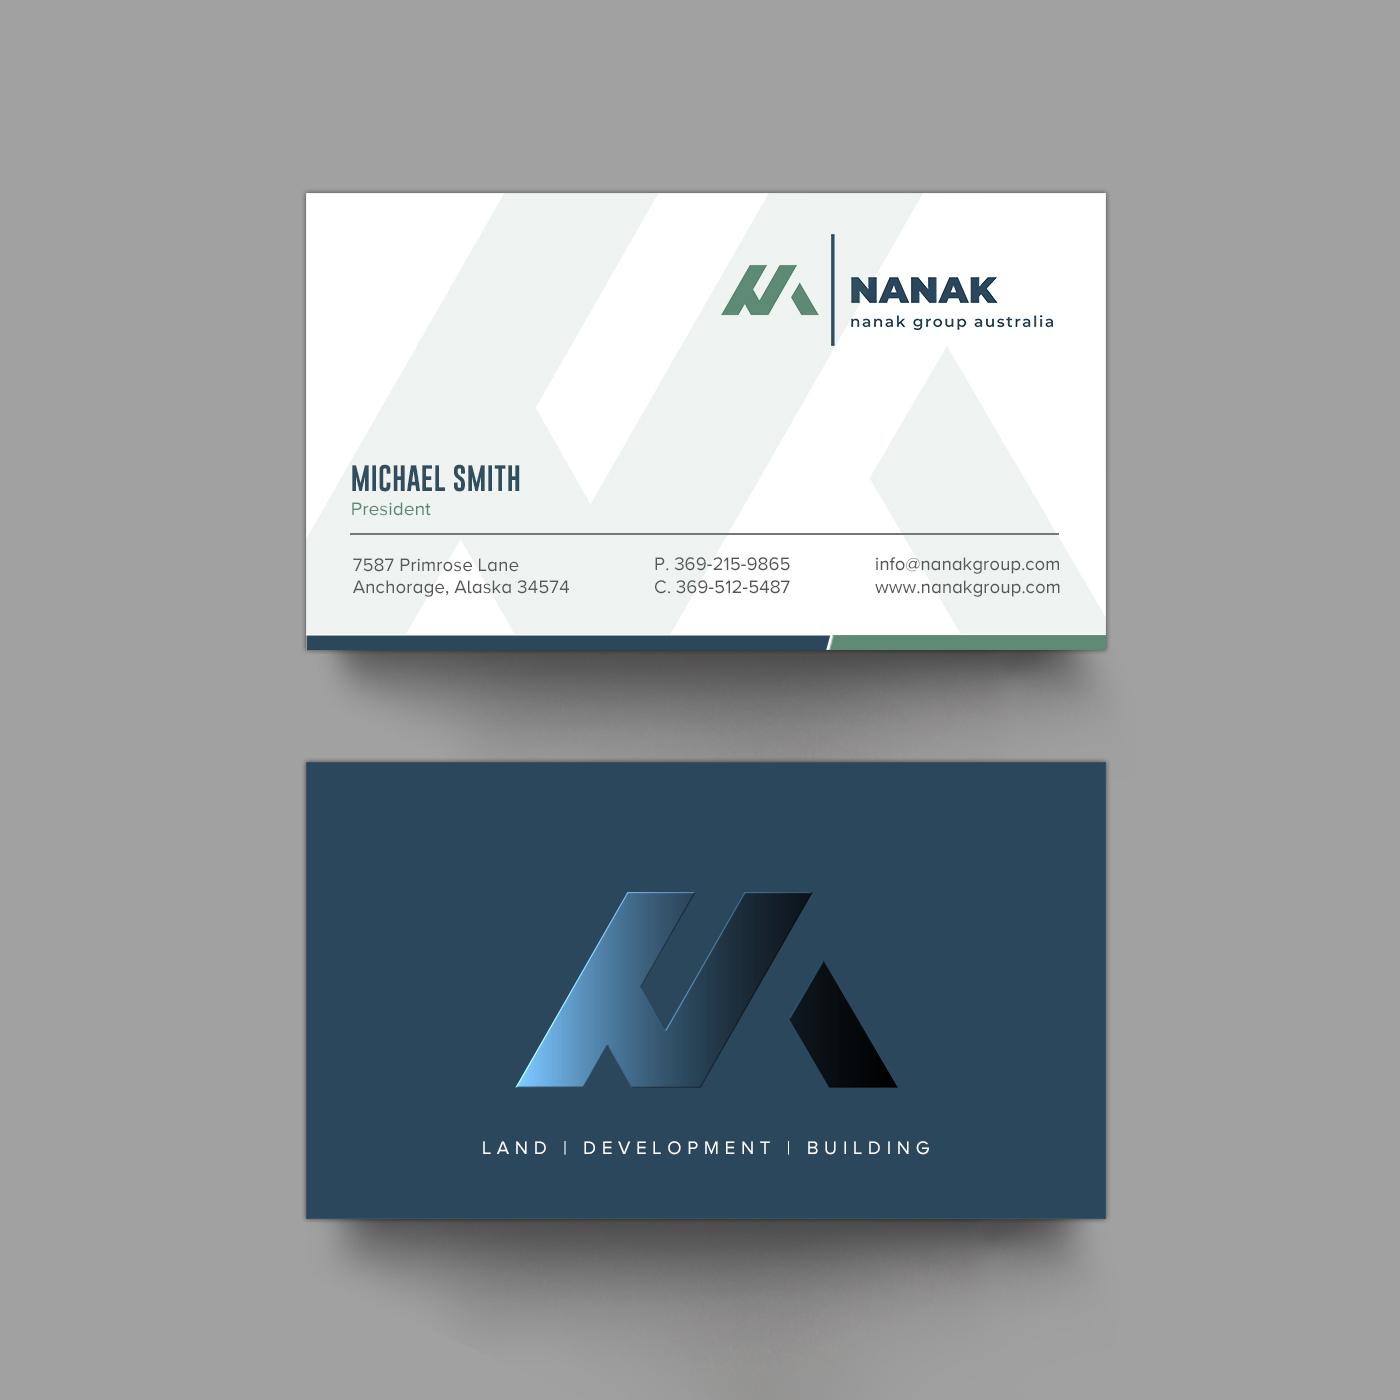 NANAK
nanak group australia
MICHAEL SMITH
President
7587 Primrose Lane
Anchorage, Alaska 34574
P. 369-215-9865
C. 369-512-5487
info@nanakgroup.com
www.nanakgroup.com
LAND | DEVELOPMENT | BUILDING